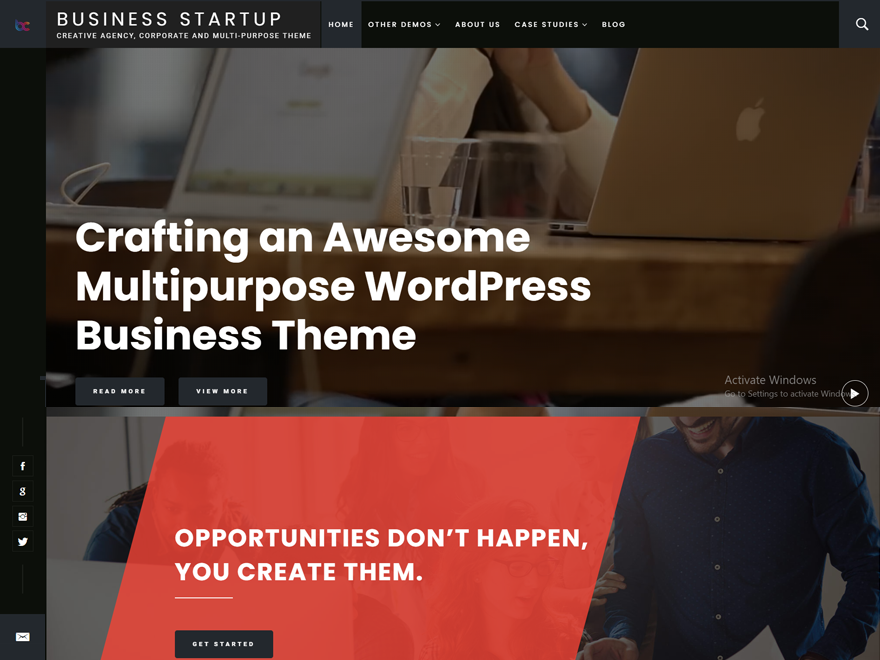 bc
BUSINESS STARTUP
CREATIVE AGENCY, CORPORATE AND MULTI-PURPOSE THEME
HOME
OTHER DEMOS
ABOUT US
CASE STUDIES
BLOG
Crafting an Awesome
Multipurpose WordPress
Business Theme
READ MORE
VIEW MORE
Activate Windows
Go to Settings to activate Windows
OPPORTUNITIES DON’T HAPPEN,
YOU CREATE THEM.
GET STARTED